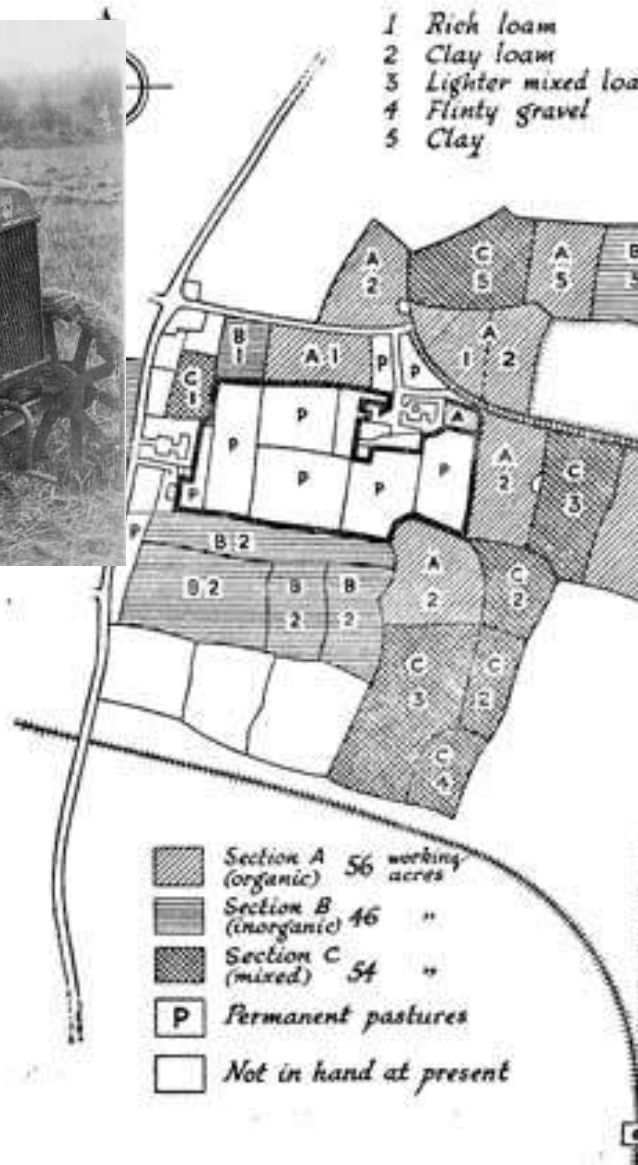 1 Rich loam
2 Clay loam
3 Lighter mixed loa
4 Flinty gravel
5 Clay
A
2
C
5
A
5
B
5
B
1
A 1
P
P
A
1 2
C
1
P
P
A
P
P
P
P
A
2
C
3
P
P
B 2
A
2
C
2
B 2
B
2
B
2
C
3
C
2
C
4
Section A
(organic) 56 working
acres
Section B
(inorganic) 46 "
Section C
(mixed) 54 "
P Permanent pastures
Not in hand at present